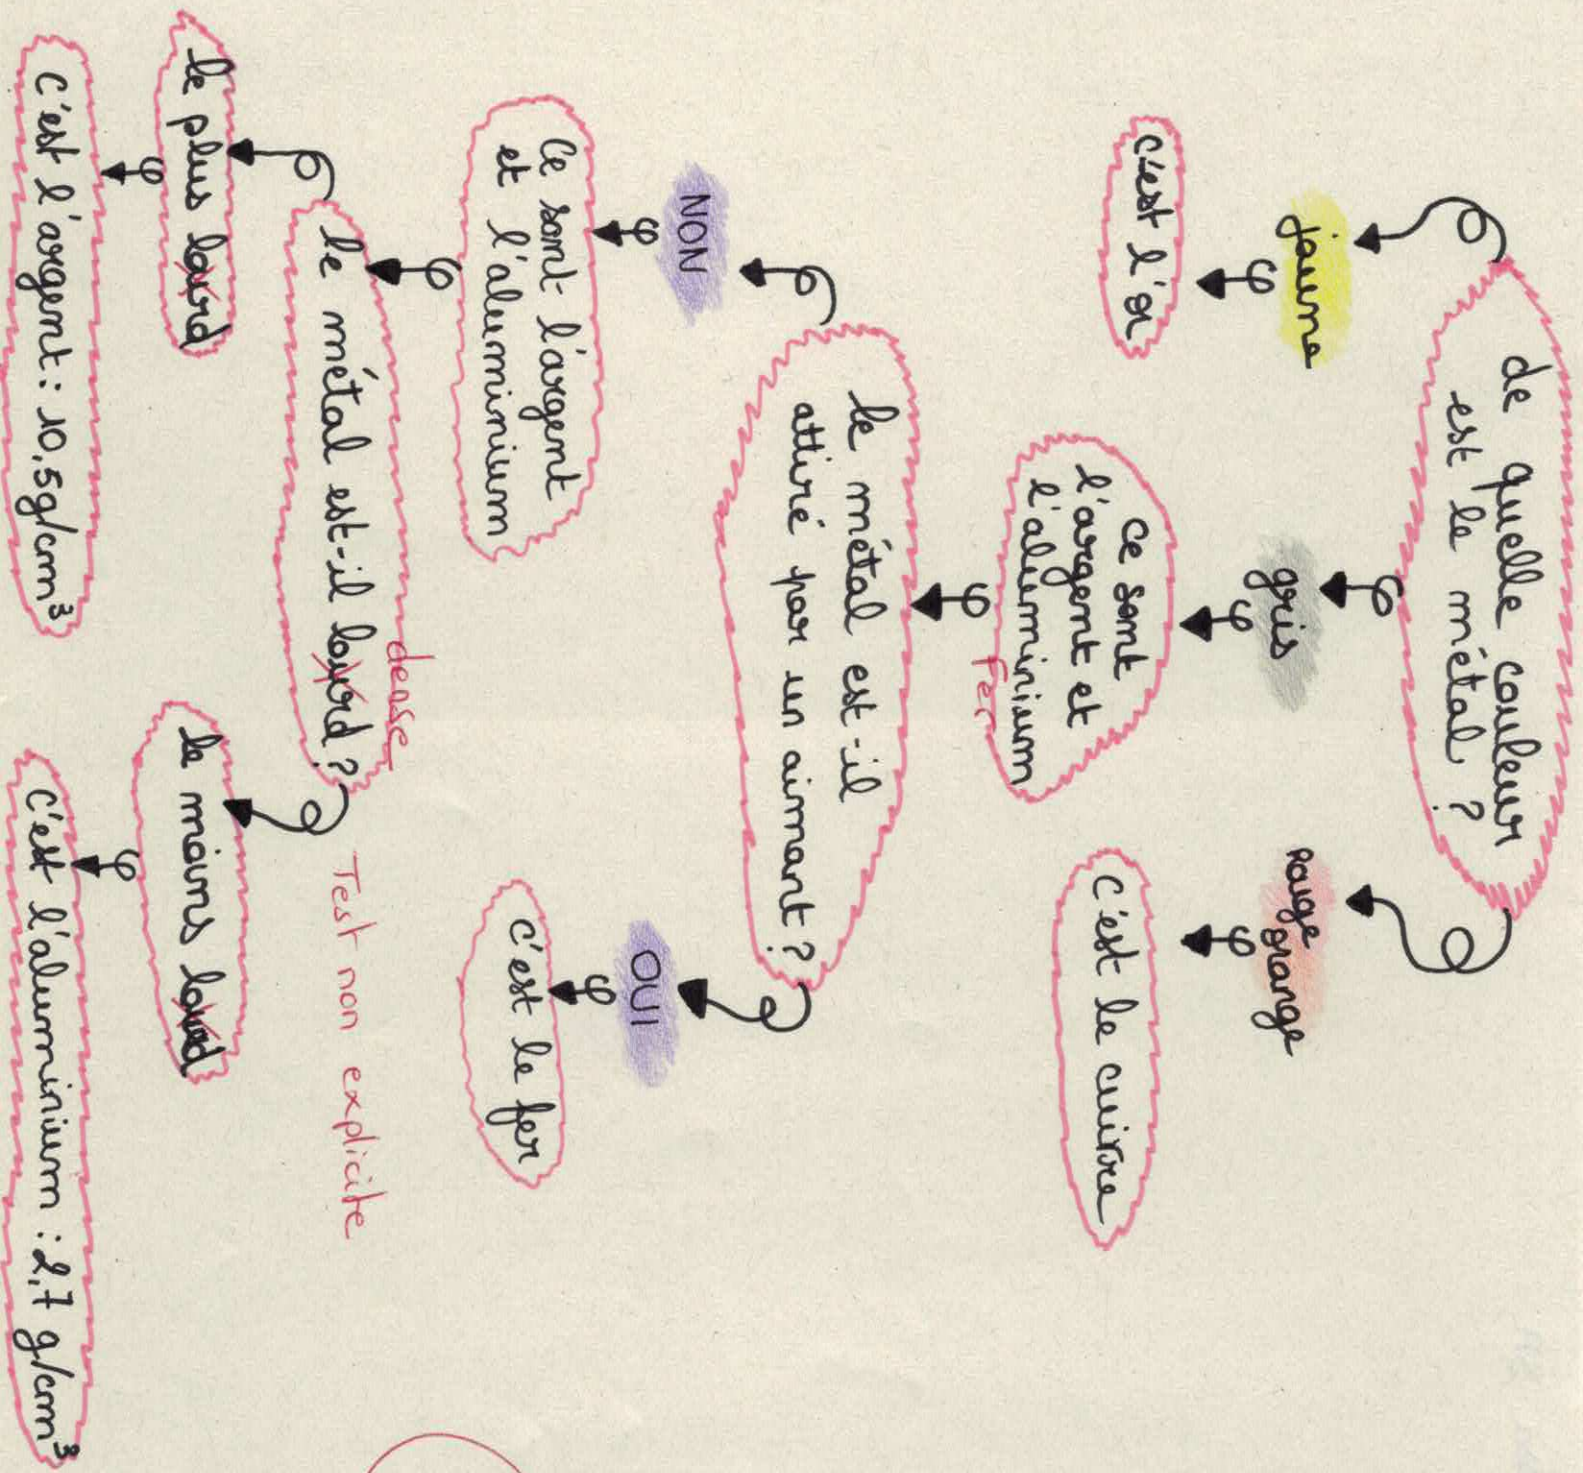 de quelle couleur
est le métal ?
jaune
gris
Rouge
orange
c'est l'or
ce sont
l'argent et
l'aluminium
Fer
c'est le cuivre
le métal est-il
attiré par un aimant ?
NON
OUI
Ce sont l'argent
et l'aluminium
c'est le fer
dense
le métal est-il lourd ?
Test non explicite
le plus lourd
le moins lourd
c'est l'argent : 10,5g/cm³
c'est l'aluminium : 2,7 g/cm³